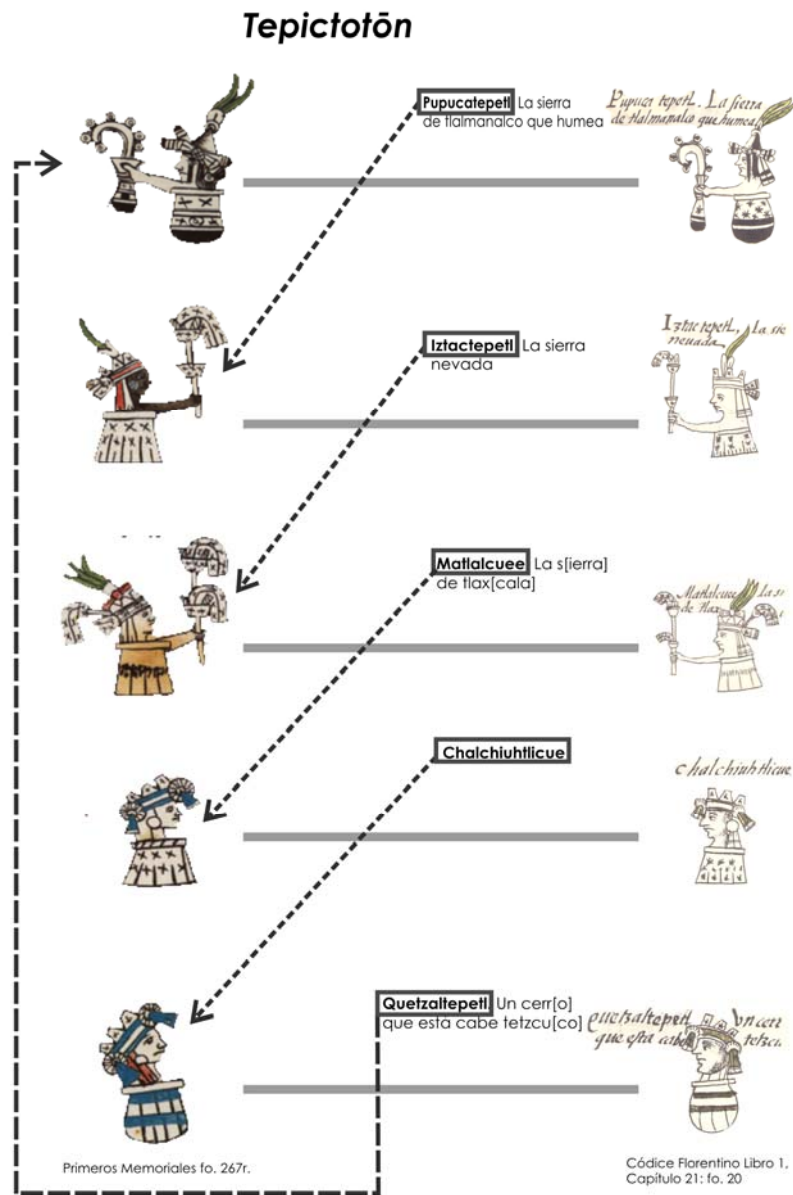 Tepictotōn
Pupucatepetl La sierra
de tlalmanalco que humea
Pupuca tepetl. La sierra
de tlalmanalco que humea
Iztactepetl La sierra
nevada
Iztac tepetl, La sie
neuada
Matlalcuee La s[ierra]
de tlax[cala]
Matlalcuee La si
de tlax
Chalchiuhtlicue
chalchiuhtlicue
Quetzaltepetl Un cerr[o]
que está cabe tetzcu[co]
quetzaltepetl Vn cerr
que esta cabe tetzcu
Primeros Memoriales fo. 267r.
Códice Florentino Libro 1,
Capítulo 21: fo. 20